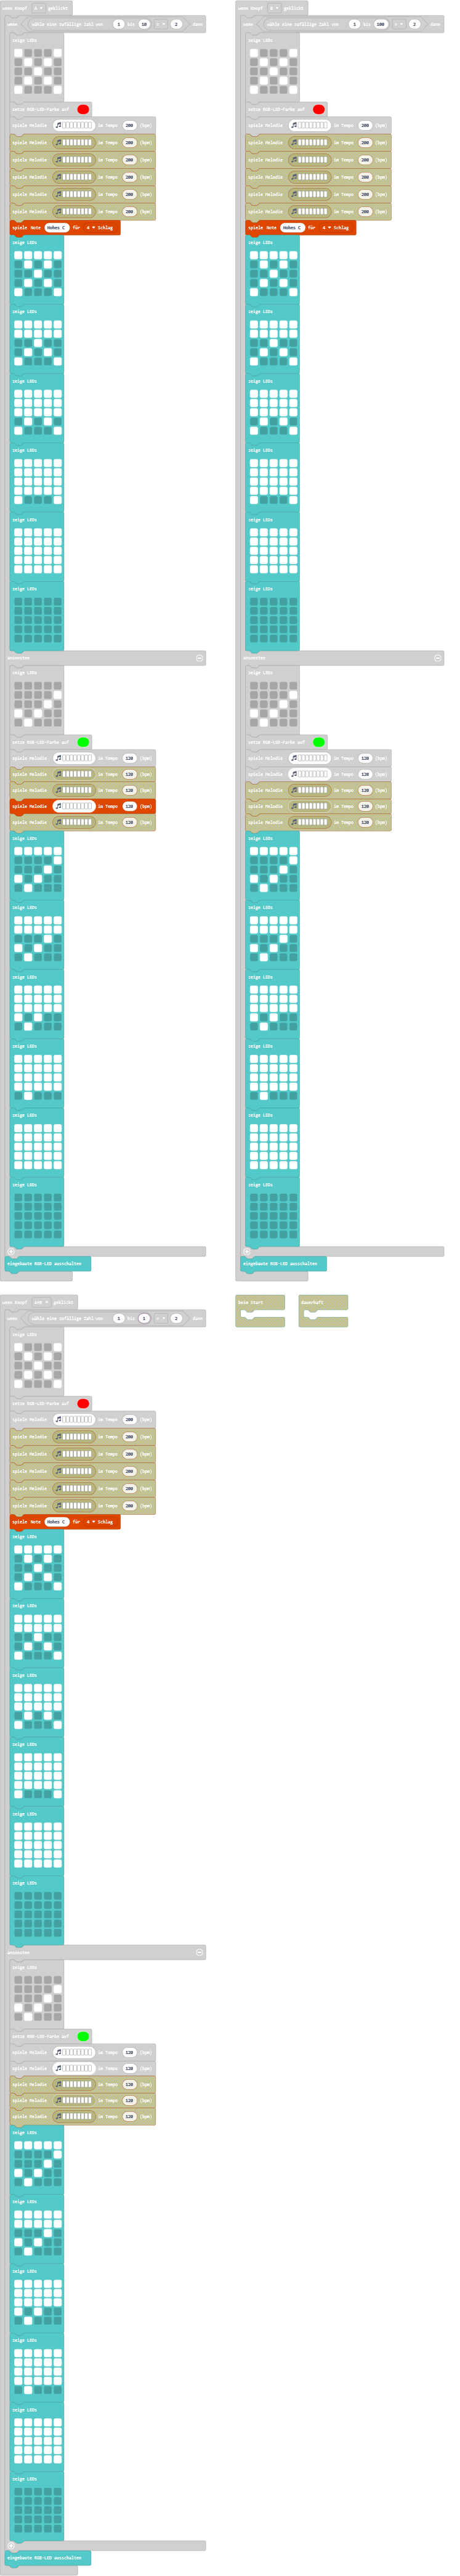 wenn Knopf A geklickt
wenn wähle eine zufällige Zahl von 1 bis 10 2 dann
zeige LEDs
setze RGB-LED-Farbe auf
spiele Melodie im Tempo 200 (bpm)
spiele Melodie im Tempo 200 (bpm)
spiele Melodie im Tempo 200 (bpm)
spiele Melodie im Tempo 200 (bpm)
spiele Melodie im Tempo 200 (bpm)
spiele Melodie im Tempo 200 (bpm)
spiele Note Hohes C für 4 Schlag
zeige LEDs
zeige LEDs
zeige LEDs
zeige LEDs
zeige LEDs
zeige LEDs
ansonsten
zeige LEDs
setze RGB-LED-Farbe auf
spiele Melodie im Tempo 120 (bpm)
spiele Melodie im Tempo 120 (bpm)
spiele Melodie im Tempo 120 (bpm)
spiele Melodie im Tempo 120 (bpm)
spiele Melodie im Tempo 120 (bpm)
zeige LEDs
zeige LEDs
zeige LEDs
zeige LEDs
zeige LEDs
zeige LEDs
eingebaute RGB-LED ausschalten
wenn Knopf B geklickt
wenn wähle eine zufällige Zahl von 1 bis 100 2 dann
zeige LEDs
setze RGB-LED-Farbe auf
spiele Melodie im Tempo 200 (bpm)
spiele Melodie im Tempo 200 (bpm)
spiele Melodie im Tempo 200 (bpm)
spiele Melodie im Tempo 200 (bpm)
spiele Melodie im Tempo 200 (bpm)
spiele Melodie im Tempo 200 (bpm)
spiele Note Hohes C für 4 Schlag
zeige LEDs
zeige LEDs
zeige LEDs
zeige LEDs
zeige LEDs
zeige LEDs
ansonsten
zeige LEDs
setze RGB-LED-Farbe auf
spiele Melodie im Tempo 120 (bpm)
spiele Melodie im Tempo 120 (bpm)
spiele Melodie im Tempo 120 (bpm)
spiele Melodie im Tempo 120 (bpm)
spiele Melodie im Tempo 120 (bpm)
zeige LEDs
zeige LEDs
zeige LEDs
zeige LEDs
zeige LEDs
zeige LEDs
eingebaute RGB-LED ausschalten
wenn Knopf A+B geklickt
wenn wähle eine zufällige Zahl von 1 bis 1 2 dann
zeige LEDs
setze RGB-LED-Farbe auf
spiele Melodie im Tempo 200 (bpm)
spiele Melodie im Tempo 200 (bpm)
spiele Melodie im Tempo 200 (bpm)
spiele Melodie im Tempo 200 (bpm)
spiele Melodie im Tempo 200 (bpm)
spiele Melodie im Tempo 200 (bpm)
spiele Note Hohes C für 4 Schlag
zeige LEDs
zeige LEDs
zeige LEDs
zeige LEDs
zeige LEDs
zeige LEDs
ansonsten
zeige LEDs
setze RGB-LED-Farbe auf
spiele Melodie im Tempo 120 (bpm)
spiele Melodie im Tempo 120 (bpm)
spiele Melodie im Tempo 120 (bpm)
spiele Melodie im Tempo 120 (bpm)
spiele Melodie im Tempo 120 (bpm)
zeige LEDs
zeige LEDs
zeige LEDs
zeige LEDs
zeige LEDs
zeige LEDs
eingebaute RGB-LED ausschalten
beim Start
dauerhaft